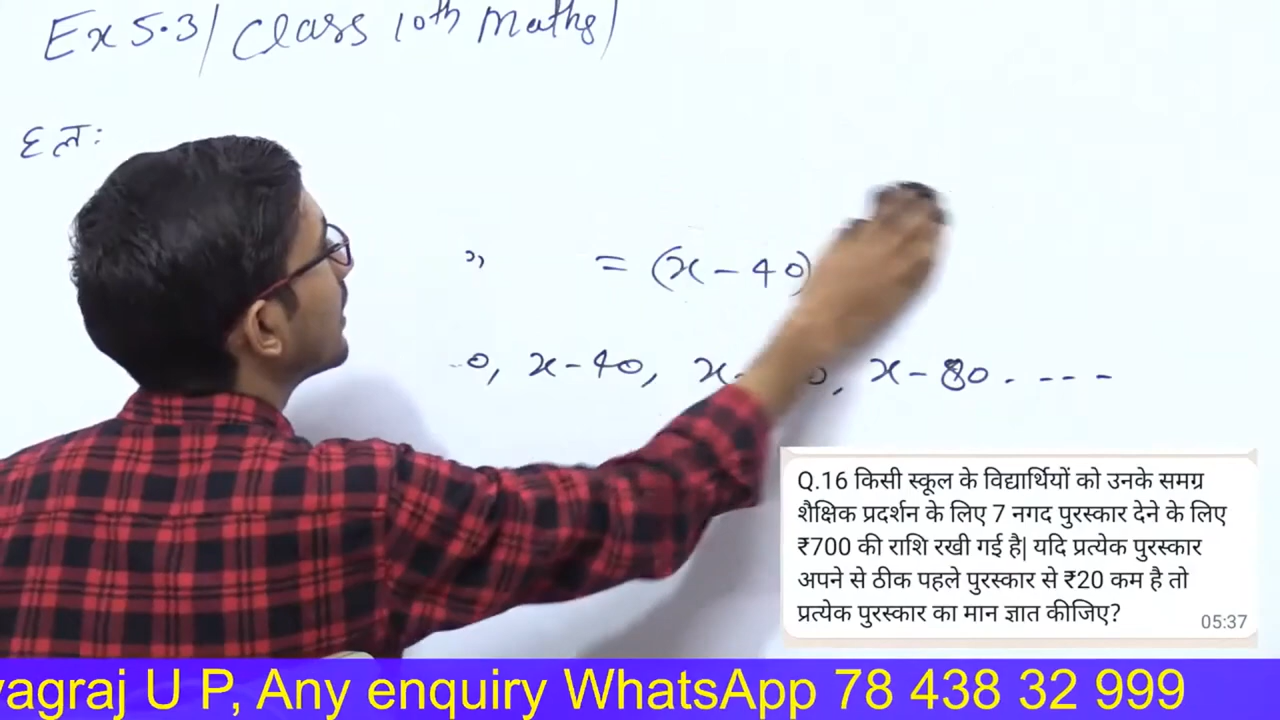 Ex 5.3 / Class 10th Maths /
हल:
,, = (x - 40)
0, x - 40, x - 0, x - 80 . - - - -
Q.16 किसी स्कूल के विद्यार्थियों को उनके समग्र
शैक्षिक प्रदर्शन के लिए 7 नगद पुरस्कार देने के लिए
₹700 की राशि रखी गई है| यदि प्रत्येक पुरस्कार
अपने से ठीक पहले पुरस्कार से ₹20 कम है तो
प्रत्येक पुरस्कार का मान ज्ञात कीजिए?
05:37
yagraj U P, Any enquiry WhatsApp 78 438 32 999